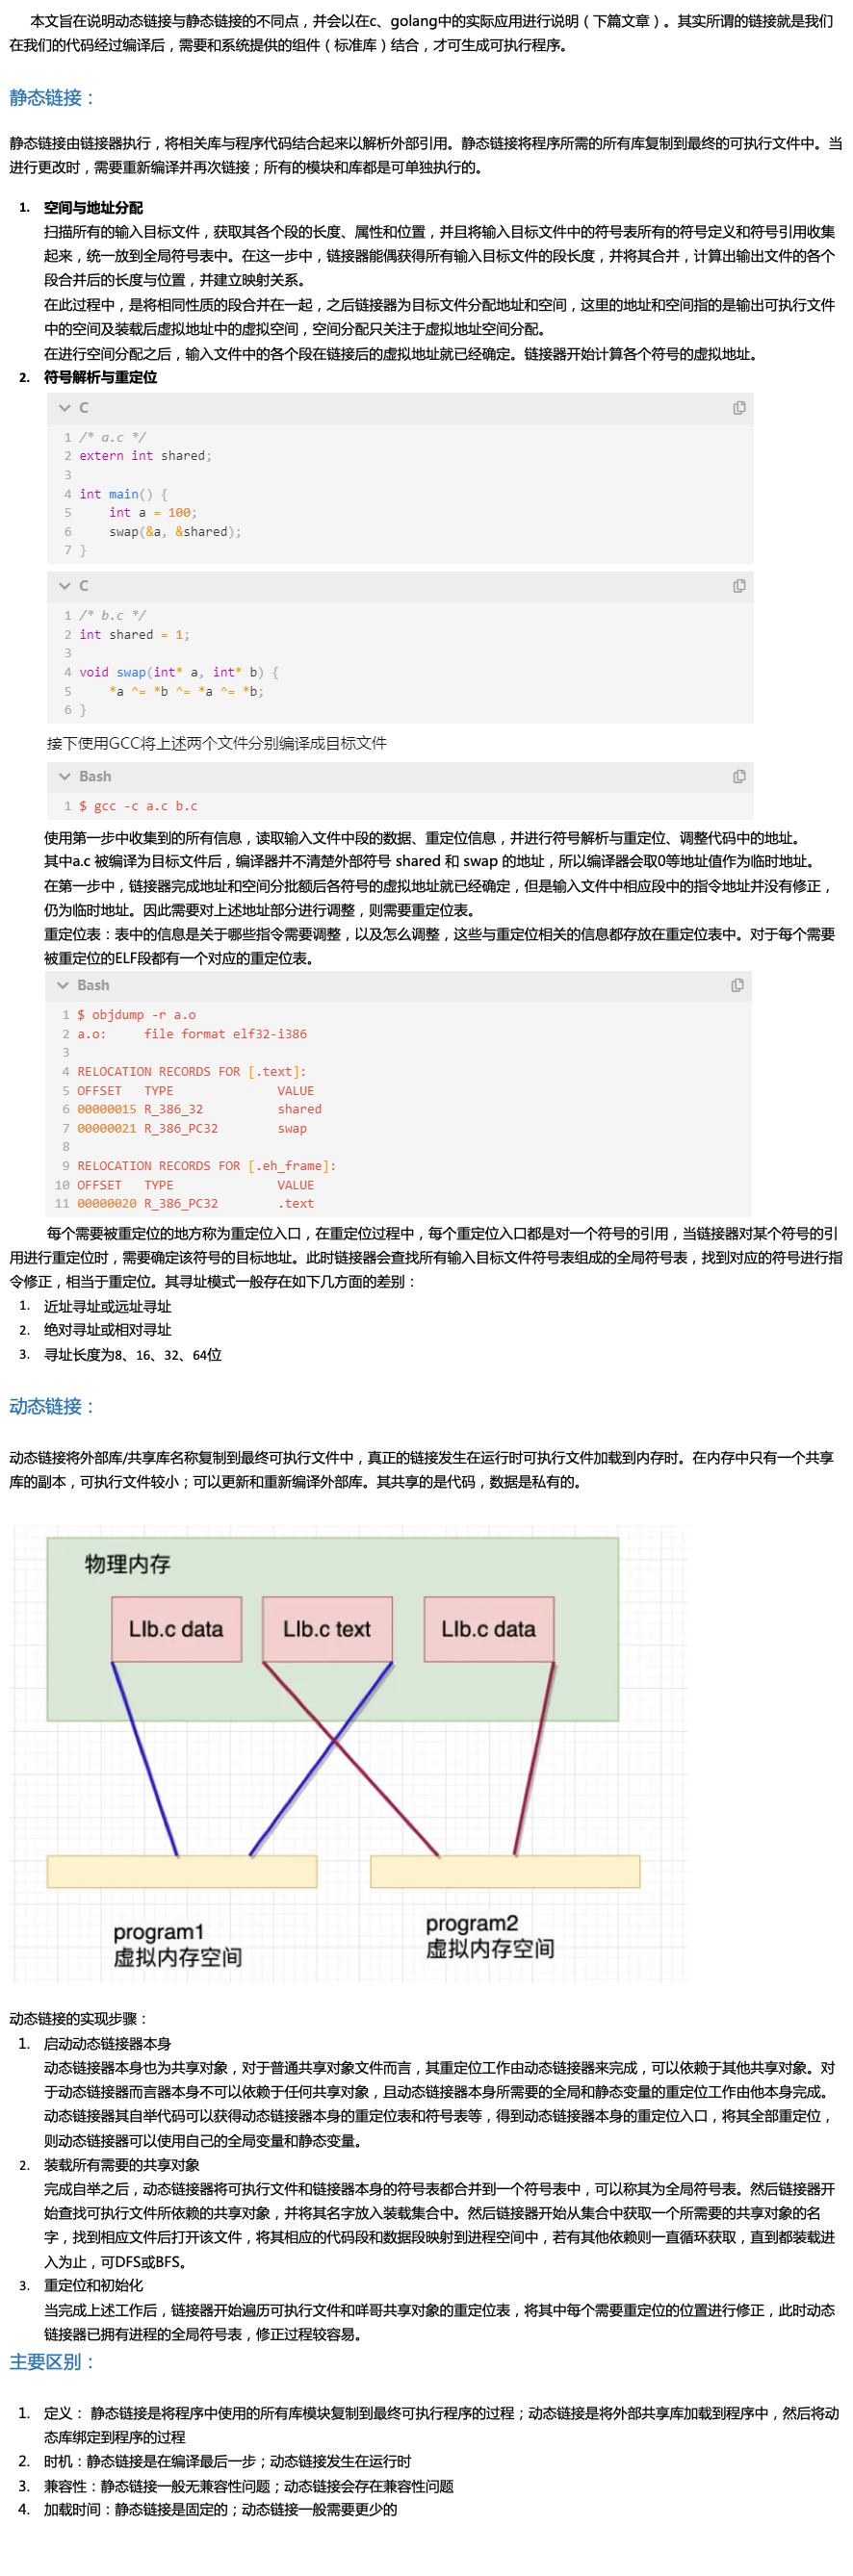 本文旨在说明动态链接与静态链接的不同点，并会以在c、golang中的实际应用进行说明（下篇文章）。其实所谓的链接就是我们
在我们的代码经过编译后，需要和系统提供的组件（标准库）结合，才可生成可执行程序。
静态链接：
静态链接由链接器执行，将相关库与程序代码结合起来以解析外部引用。静态链接将程序所需的所有库复制到最终的可执行文件中。当
进行更改时，需要重新编译并再次链接；所有的模块和库都是可单独执行的。
1. 空间与地址分配
扫描所有的输入目标文件，获取其各个段的长度、属性和位置，并且将输入目标文件中的符号表所有的符号定义和符号引用收集
起来，统一放到全局符号表中。在这一步中，链接器能偶获得所有输入目标文件的段长度，并将其合并，计算出输出文件的各个
段合并后的长度与位置，并建立映射关系。
在此过程中，是将相同性质的段合并在一起，之后链接器为目标文件分配地址和空间，这里的地址和空间指的是输出可执行文件
中的空间及装载后虚拟地址中的虚拟空间，空间分配只关注于虚拟地址空间分配。
在进行空间分配之后，输入文件中的各个段在链接后的虚拟地址就已经确定。链接器开始计算各个符号的虚拟地址。
2. 符号解析与重定位
C
1 /* a.c */
2 extern int shared;
3
4 int main() {
5     int a = 100;
6     swap(&a, &shared);
7 }
C
1 /* b.c */
2 int shared = 1;
3
4 void swap(int* a, int* b) {
5     *a ^= *b ^= *a ^= *b;
6 }
接下使用GCC将上述两个文件分别编译成目标文件
Bash
1 $ gcc -c a.c b.c
使用第一步中收集到的所有信息，读取输入文件中段的数据、重定位信息，并进行符号解析与重定位、调整代码中的地址。
其中a.c 被编译为目标文件后，编译器并不清楚外部符号 shared 和 swap 的地址，所以编译器会取0等地址值作为临时地址。
在第一步中，链接器完成地址和空间分批额后各符号的虚拟地址就已经确定，但是输入文件中相应段中的指令地址并没有修正，
仍为临时地址。因此需要对上述地址部分进行调整，则需要重定位表。
重定位表：表中的信息是关于哪些指令需要调整，以及怎么调整，这些与重定位相关的信息都存放在重定位表中。对于每个需要
被重定位的ELF段都有一个对应的重定位表。
Bash
1 $ objdump -r a.o
2 a.o:     file format elf32-i386
3
4 RELOCATION RECORDS FOR [.text]:
5 OFFSET   TYPE              VALUE
6 00000015 R_386_32          shared
7 00000021 R_386_PC32        swap
8
9 RELOCATION RECORDS FOR [.eh_frame]:
10 OFFSET   TYPE              VALUE
11 00000020 R_386_PC32        .text
每个需要被重定位的地方称为重定位入口，在重定位过程中，每个重定位入口都是对一个符号的引用，当链接器对某个符号的引
用进行重定位时，需要确定该符号的目标地址。此时链接器会查找所有输入目标文件符号表组成的全局符号表，找到对应的符号进行指
令修正，相当于重定位。其寻址模式一般存在如下几方面的差别：
1. 近址寻址或远址寻址
2. 绝对寻址或相对寻址
3. 寻址长度为8、16、32、64位
动态链接：
动态链接将外部库/共享库名称复制到最终可执行文件中，真正的链接发生在运行时可执行文件加载到内存时。在内存中只有一个共享
库的副本，可执行文件较小；可以更新和重新编译外部库。其共享的是代码，数据是私有的。
物理内存
LIb.c data
LIb.c text
LIb.c data
program1
虚拟内存空间
program2
虚拟内存空间
动态链接的实现步骤：
1. 启动动态链接器本身
动态链接器本身也为共享对象，对于普通共享对象文件而言，其重定位工作由动态链接器来完成，可以依赖于其他共享对象。对
于动态链接器而言器本身不可以依赖于任何共享对象，且动态链接器本身所需要的全局和静态变量的重定位工作由他本身完成。
动态链接器其自举代码可以获得动态链接器本身的重定位表和符号表等，得到动态链接器本身的重定位入口，将其全部重定位，
则动态链接器可以使用自己的全局变量和静态变量。
2. 装载所有需要的共享对象
完成自举之后，动态链接器将可执行文件和链接器本身的符号表都合并到一个符号表中，可以称其为全局符号表。然后链接器开
始查找可执行文件所依赖的共享对象，并将其名字放入装载集合中。然后链接器开始从集合中获取一个所需要的共享对象的名
字，找到相应文件后打开该文件，将其相应的代码段和数据段映射到进程空间中，若有其他依赖则一直循环获取，直到都装载进
入为止，可DFS或BFS。
3. 重定位和初始化
当完成上述工作后，链接器开始遍历可执行文件和咩哥共享对象的重定位表，将其中每个需要重定位的位置进行修正，此时动态
链接器已拥有进程的全局符号表，修正过程较容易。
主要区别：
1. 定义： 静态链接是将程序中使用的所有库模块复制到最终可执行程序的过程；动态链接是将外部共享库加载到程序中，然后将动
态库绑定到程序的过程
2. 时机：静态链接是在编译最后一步；动态链接发生在运行时
3. 兼容性：静态链接一般无兼容性问题；动态链接会存在兼容性问题
4. 加载时间：静态链接是固定的；动态链接一般需要更少的